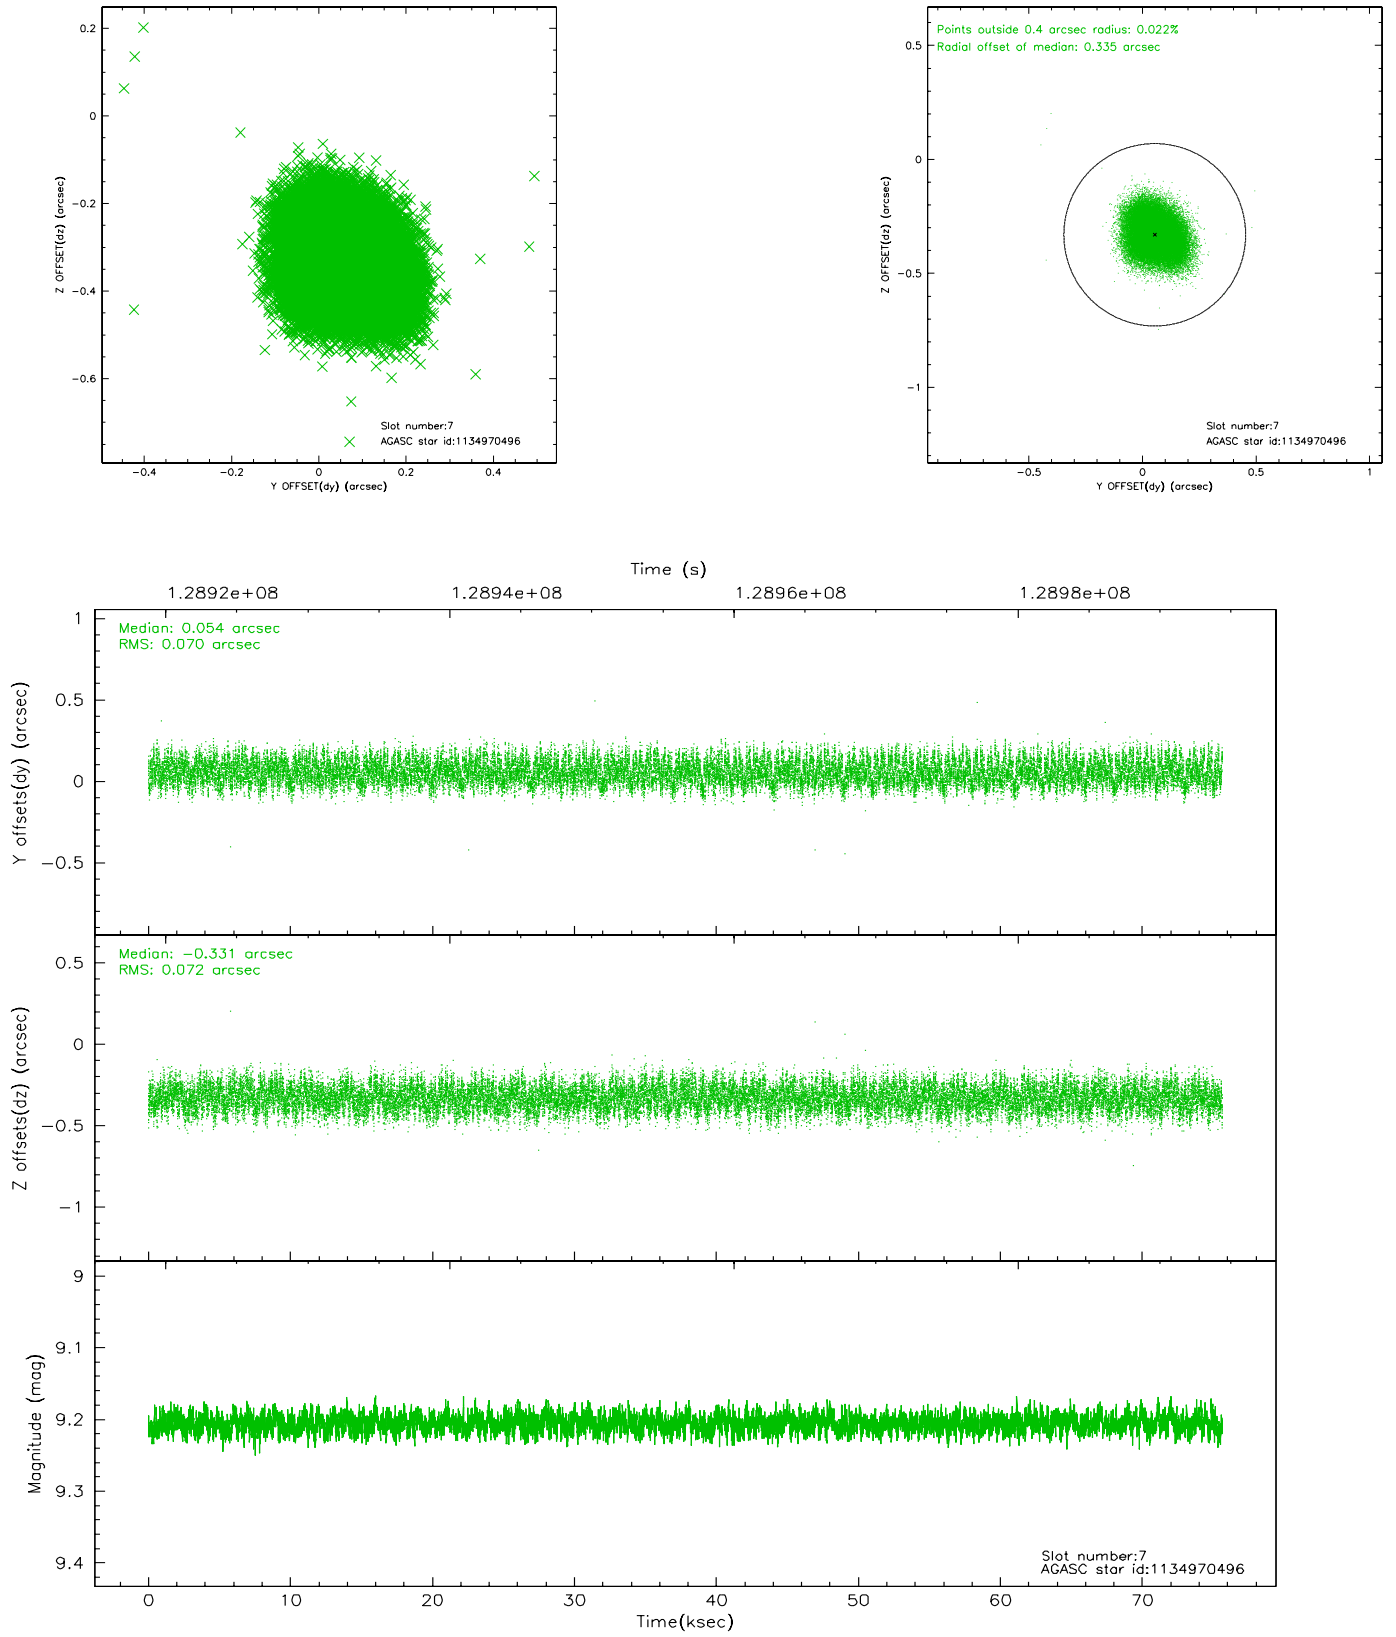 0.2
0
−0.2
−0.4
−0.6
Z OFFSET(dz) (arcsec)
Slot number:7
AGASC star id:1134970496
−0.4
−0.2
0
0.2
0.4
Y OFFSET(dy) (arcsec)
Points outside 0.4 arcsec radius: 0.022%
Radial offset of median: 0.335 arcsec
0.5
0
−0.5
−1
Z OFFSET(dz) (arcsec)
Slot number:7
AGASC star id:1134970496
−0.5
0
0.5
1
Y OFFSET(dy) (arcsec)
Time (s)
1.2892e+08
1.2894e+08
1.2896e+08
1.2898e+08
Median: 0.054 arcsec
RMS: 0.070 arcsec
1
0.5
0
−0.5
Y offsets(dy) (arcsec)
Median: −0.331 arcsec
RMS: 0.072 arcsec
0.5
0
−0.5
−1
Z offsets(dz) (arcsec)
9
9.1
9.2
9.3
9.4
Magnitude (mag)
Slot number:7
AGASC star id:1134970496
0
10
20
30
40
50
60
70
Time(ksec)